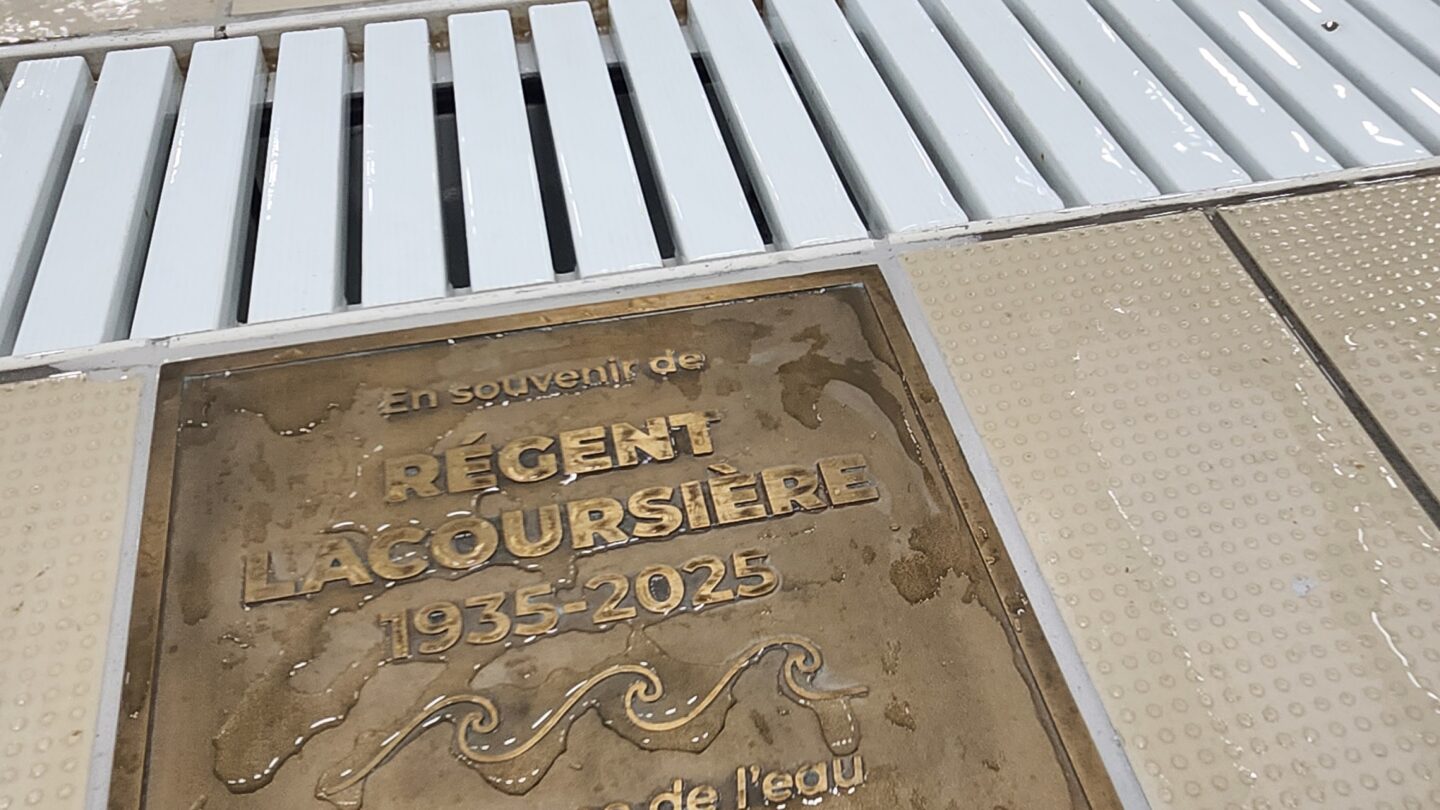 En souvenir de
RÉGENT
LACOURSIÈRE
1935-2025
de l'eau